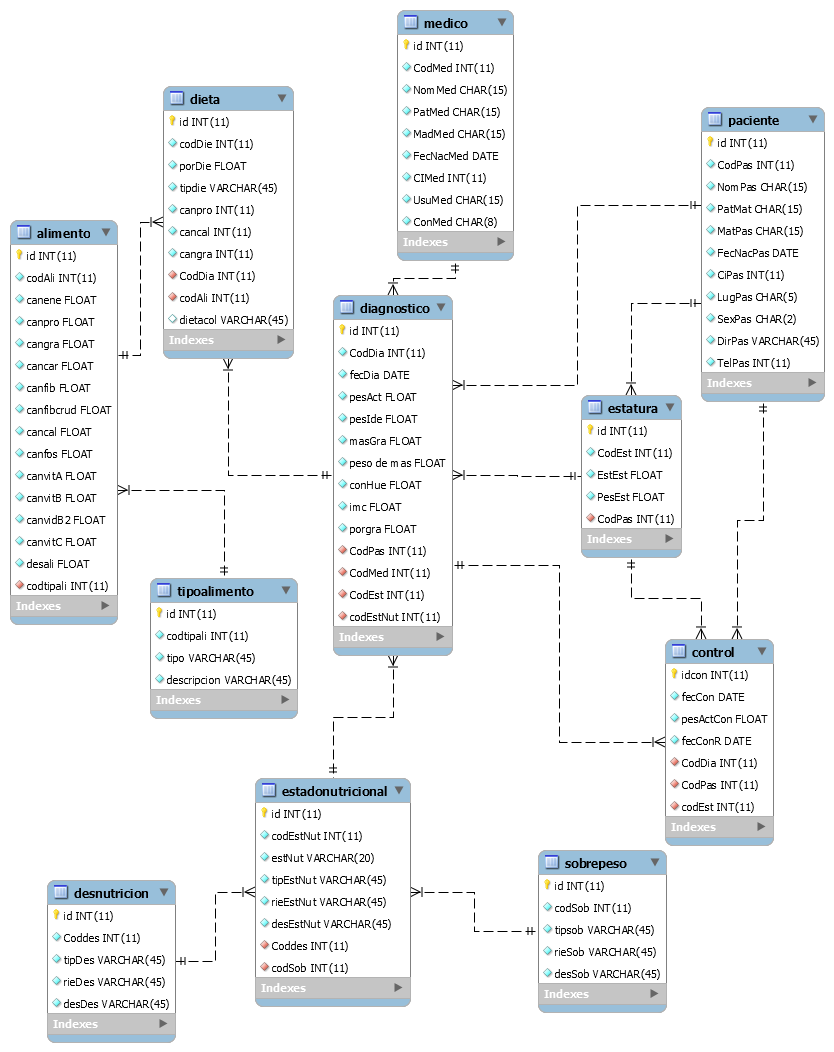 medico
id INT(11)
CodMed INT(11)
NomMed CHAR(15)
PatMed CHAR(15)
MadMed CHAR(15)
FecNacMed DATE
CIMed INT(11)
UsuMed CHAR(15)
ConMed CHAR(8)
Indexes
dieta
id INT(11)
codDie INT(11)
porDie FLOAT
tipdie VARCHAR(45)
canpro INT(11)
cancal INT(11)
cangra INT(11)
CodDia INT(11)
codAli INT(11)
dietacol VARCHAR(45)
Indexes
paciente
id INT(11)
CodPas INT(11)
NomPas CHAR(15)
PatMat CHAR(15)
MatPas CHAR(15)
FecNacPas DATE
CiPas INT(11)
LugPas CHAR(5)
SexPas CHAR(2)
DirPas VARCHAR(45)
TelPas INT(11)
Indexes
alimento
id INT(11)
codAli INT(11)
canene FLOAT
canpro FLOAT
cangra FLOAT
cancar FLOAT
canfib FLOAT
canfibcrud FLOAT
cancal FLOAT
canfos FLOAT
canvitA FLOAT
canvitB FLOAT
canvidB2 FLOAT
canvitC FLOAT
desali FLOAT
codtipali INT(11)
Indexes
diagnostico
id INT(11)
CodDia INT(11)
fecDia DATE
pesAct FLOAT
pesIde FLOAT
masGra FLOAT
peso de mas FLOAT
conHue FLOAT
imc FLOAT
porgra FLOAT
CodPas INT(11)
CodMed INT(11)
CodEst INT(11)
codEstNut INT(11)
Indexes
estatura
id INT(11)
CodEst INT(11)
EstEst FLOAT
PesEst FLOAT
CodPas INT(11)
Indexes
tipoalimento
id INT(11)
codtipali INT(11)
tipo VARCHAR(45)
descripcion VARCHAR(45)
Indexes
control
idcon INT(11)
fecCon DATE
pesActCon FLOAT
fecConR DATE
CodDia INT(11)
CodPas INT(11)
codEst INT(11)
Indexes
estadonutricional
id INT(11)
codEstNut INT(11)
estNut VARCHAR(20)
tipEstNut VARCHAR(45)
rieEstNut VARCHAR(45)
desEstNut VARCHAR(45)
Coddes INT(11)
codSob INT(11)
Indexes
sobrepeso
id INT(11)
codSob INT(11)
tipsob VARCHAR(45)
rieSob VARCHAR(45)
desSob VARCHAR(45)
Indexes
desnutricion
id INT(11)
Coddes INT(11)
tipDes VARCHAR(45)
rieDes VARCHAR(45)
desDes VARCHAR(45)
Indexes